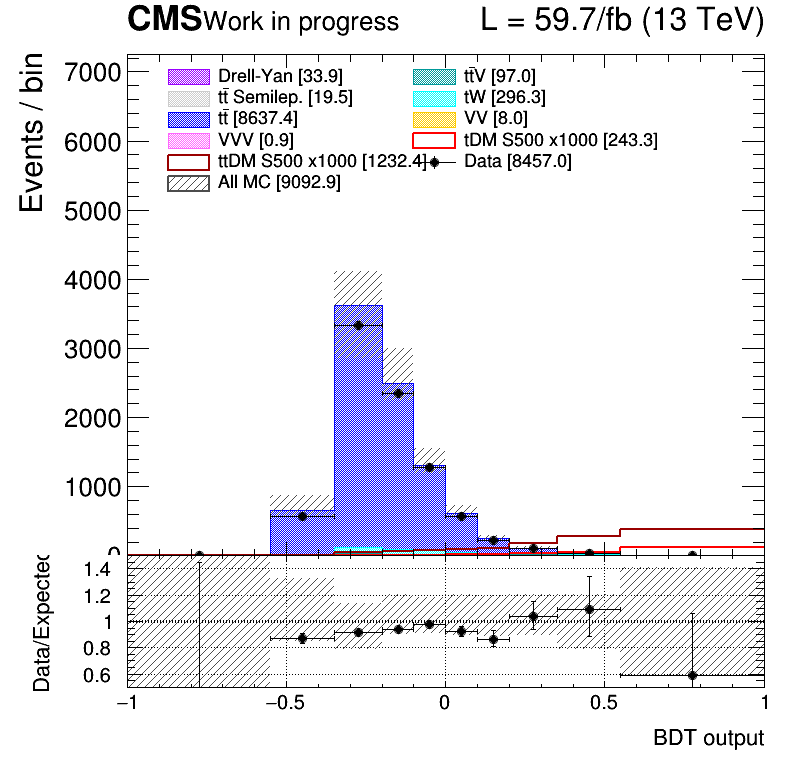 CMS Work in progress L = 59.7/fb (13 TeV)
Events / bin
7000
6000
5000
4000
3000
2000
1000
0
Drell-Yan [33.9] tt̄V [97.0]
tt̄ Semilep. [19.5] tW [296.3]
tt̄ [8637.4] VV [8.0]
VVV [0.9] tDM S500 x1000 [243.3]
ttDM S500 x1000 [1232.4] Data [8457.0]
All MC [9092.9]
Data/Expected
1.4
1.2
1
0.8
0.6
−1 −0.5 0 0.5 1
BDT output